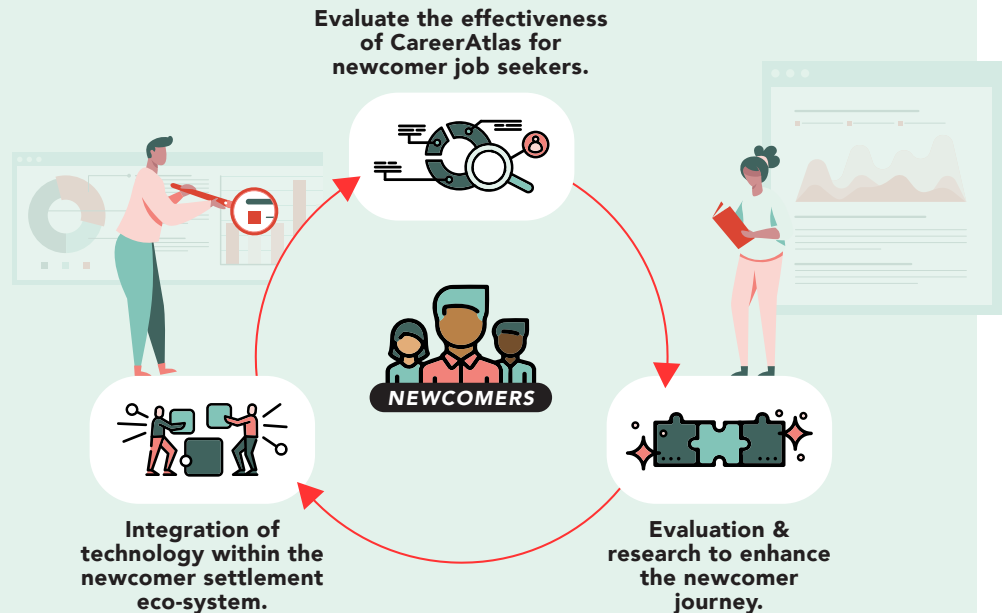 Evaluate the effectiveness
of CareerAtlas for
newcomer job seekers.
NEWCOMERS
Integration of
technology within the
newcomer settlement
eco-system.
Evaluation &
research to enhance
the newcomer
journey.